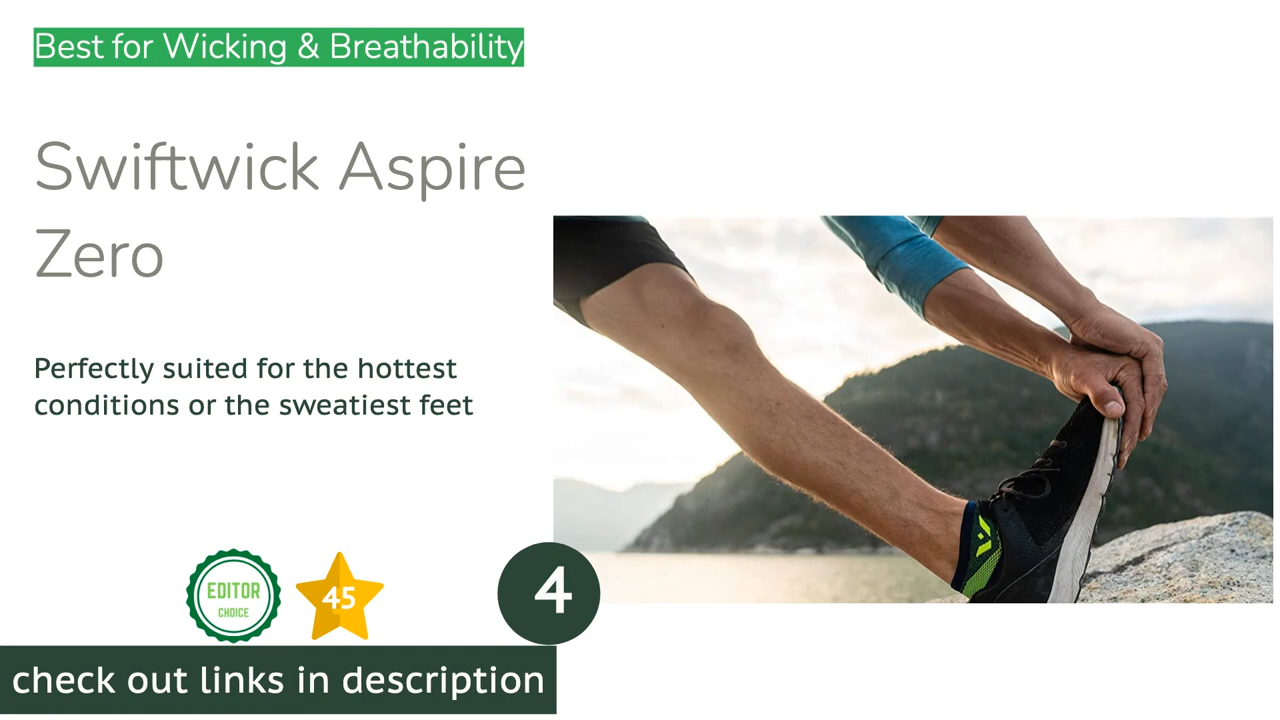 Best for Wicking & Breathability
Swiftwick Aspire
Zero
Perfectly suited for the hottest
conditions or the sweatiest feet
EDITOR
CHOICE
45
4
check out links in description